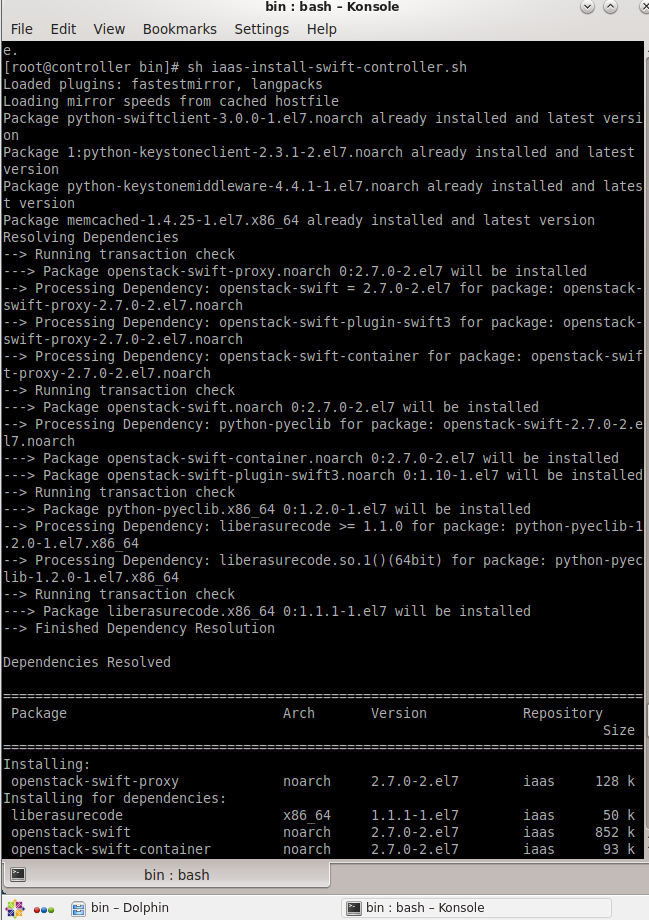 bin : bash – Konsole
File Edit View Bookmarks Settings Help
e.
[root@controller bin]# sh iaas-install-swift-controller.sh
Loaded plugins: fastestmirror, langpacks
Loading mirror speeds from cached hostfile
Package python-swiftclient-3.0.0-1.el7.noarch already installed and latest versi
on
Package 1:python-keystoneclient-2.3.1-2.el7.noarch already installed and latest
version
Package python-keystonemiddleware-4.4.1-1.el7.noarch already installed and lates
t version
Package memcached-1.4.25-1.el7.x86_64 already installed and latest version
Resolving Dependencies
--> Running transaction check
---> Package openstack-swift-proxy.noarch 0:2.7.0-2.el7 will be installed
--> Processing Dependency: openstack-swift = 2.7.0-2.el7 for package: openstack-
swift-proxy-2.7.0-2.el7.noarch
--> Processing Dependency: openstack-swift-plugin-swift3 for package: openstack-
swift-proxy-2.7.0-2.el7.noarch
--> Processing Dependency: openstack-swift-container for package: openstack-swif
t-proxy-2.7.0-2.el7.noarch
--> Running transaction check
---> Package openstack-swift.noarch 0:2.7.0-2.el7 will be installed
--> Processing Dependency: python-pyeclib for package: openstack-swift-2.7.0-2.e
l7.noarch
---> Package openstack-swift-container.noarch 0:2.7.0-2.el7 will be installed
---> Package openstack-swift-plugin-swift3.noarch 0:1.10-1.el7 will be installed
--> Running transaction check
---> Package python-pyeclib.x86_64 0:1.2.0-1.el7 will be installed
--> Processing Dependency: liberasurecode >= 1.1.0 for package: python-pyeclib-1
.2.0-1.el7.x86_64
--> Processing Dependency: liberasurecode.so.1()(64bit) for package: python-pyec
lib-1.2.0-1.el7.x86_64
--> Running transaction check
---> Package liberasurecode.x86_64 0:1.1.1-1.el7 will be installed
--> Finished Dependency Resolution
Dependencies Resolved
================================================================================
Package Arch Version Repository
Size
================================================================================
Installing:
openstack-swift-proxy noarch 2.7.0-2.el7 iaas 128 k
Installing for dependencies:
liberasurecode x86_64 1.1.1-1.el7 iaas 50 k
openstack-swift noarch 2.7.0-2.el7 iaas 852 k
openstack-swift-container noarch 2.7.0-2.el7 iaas 93 k
bin : bash
bin – Dolphin bin : bash – Konsole